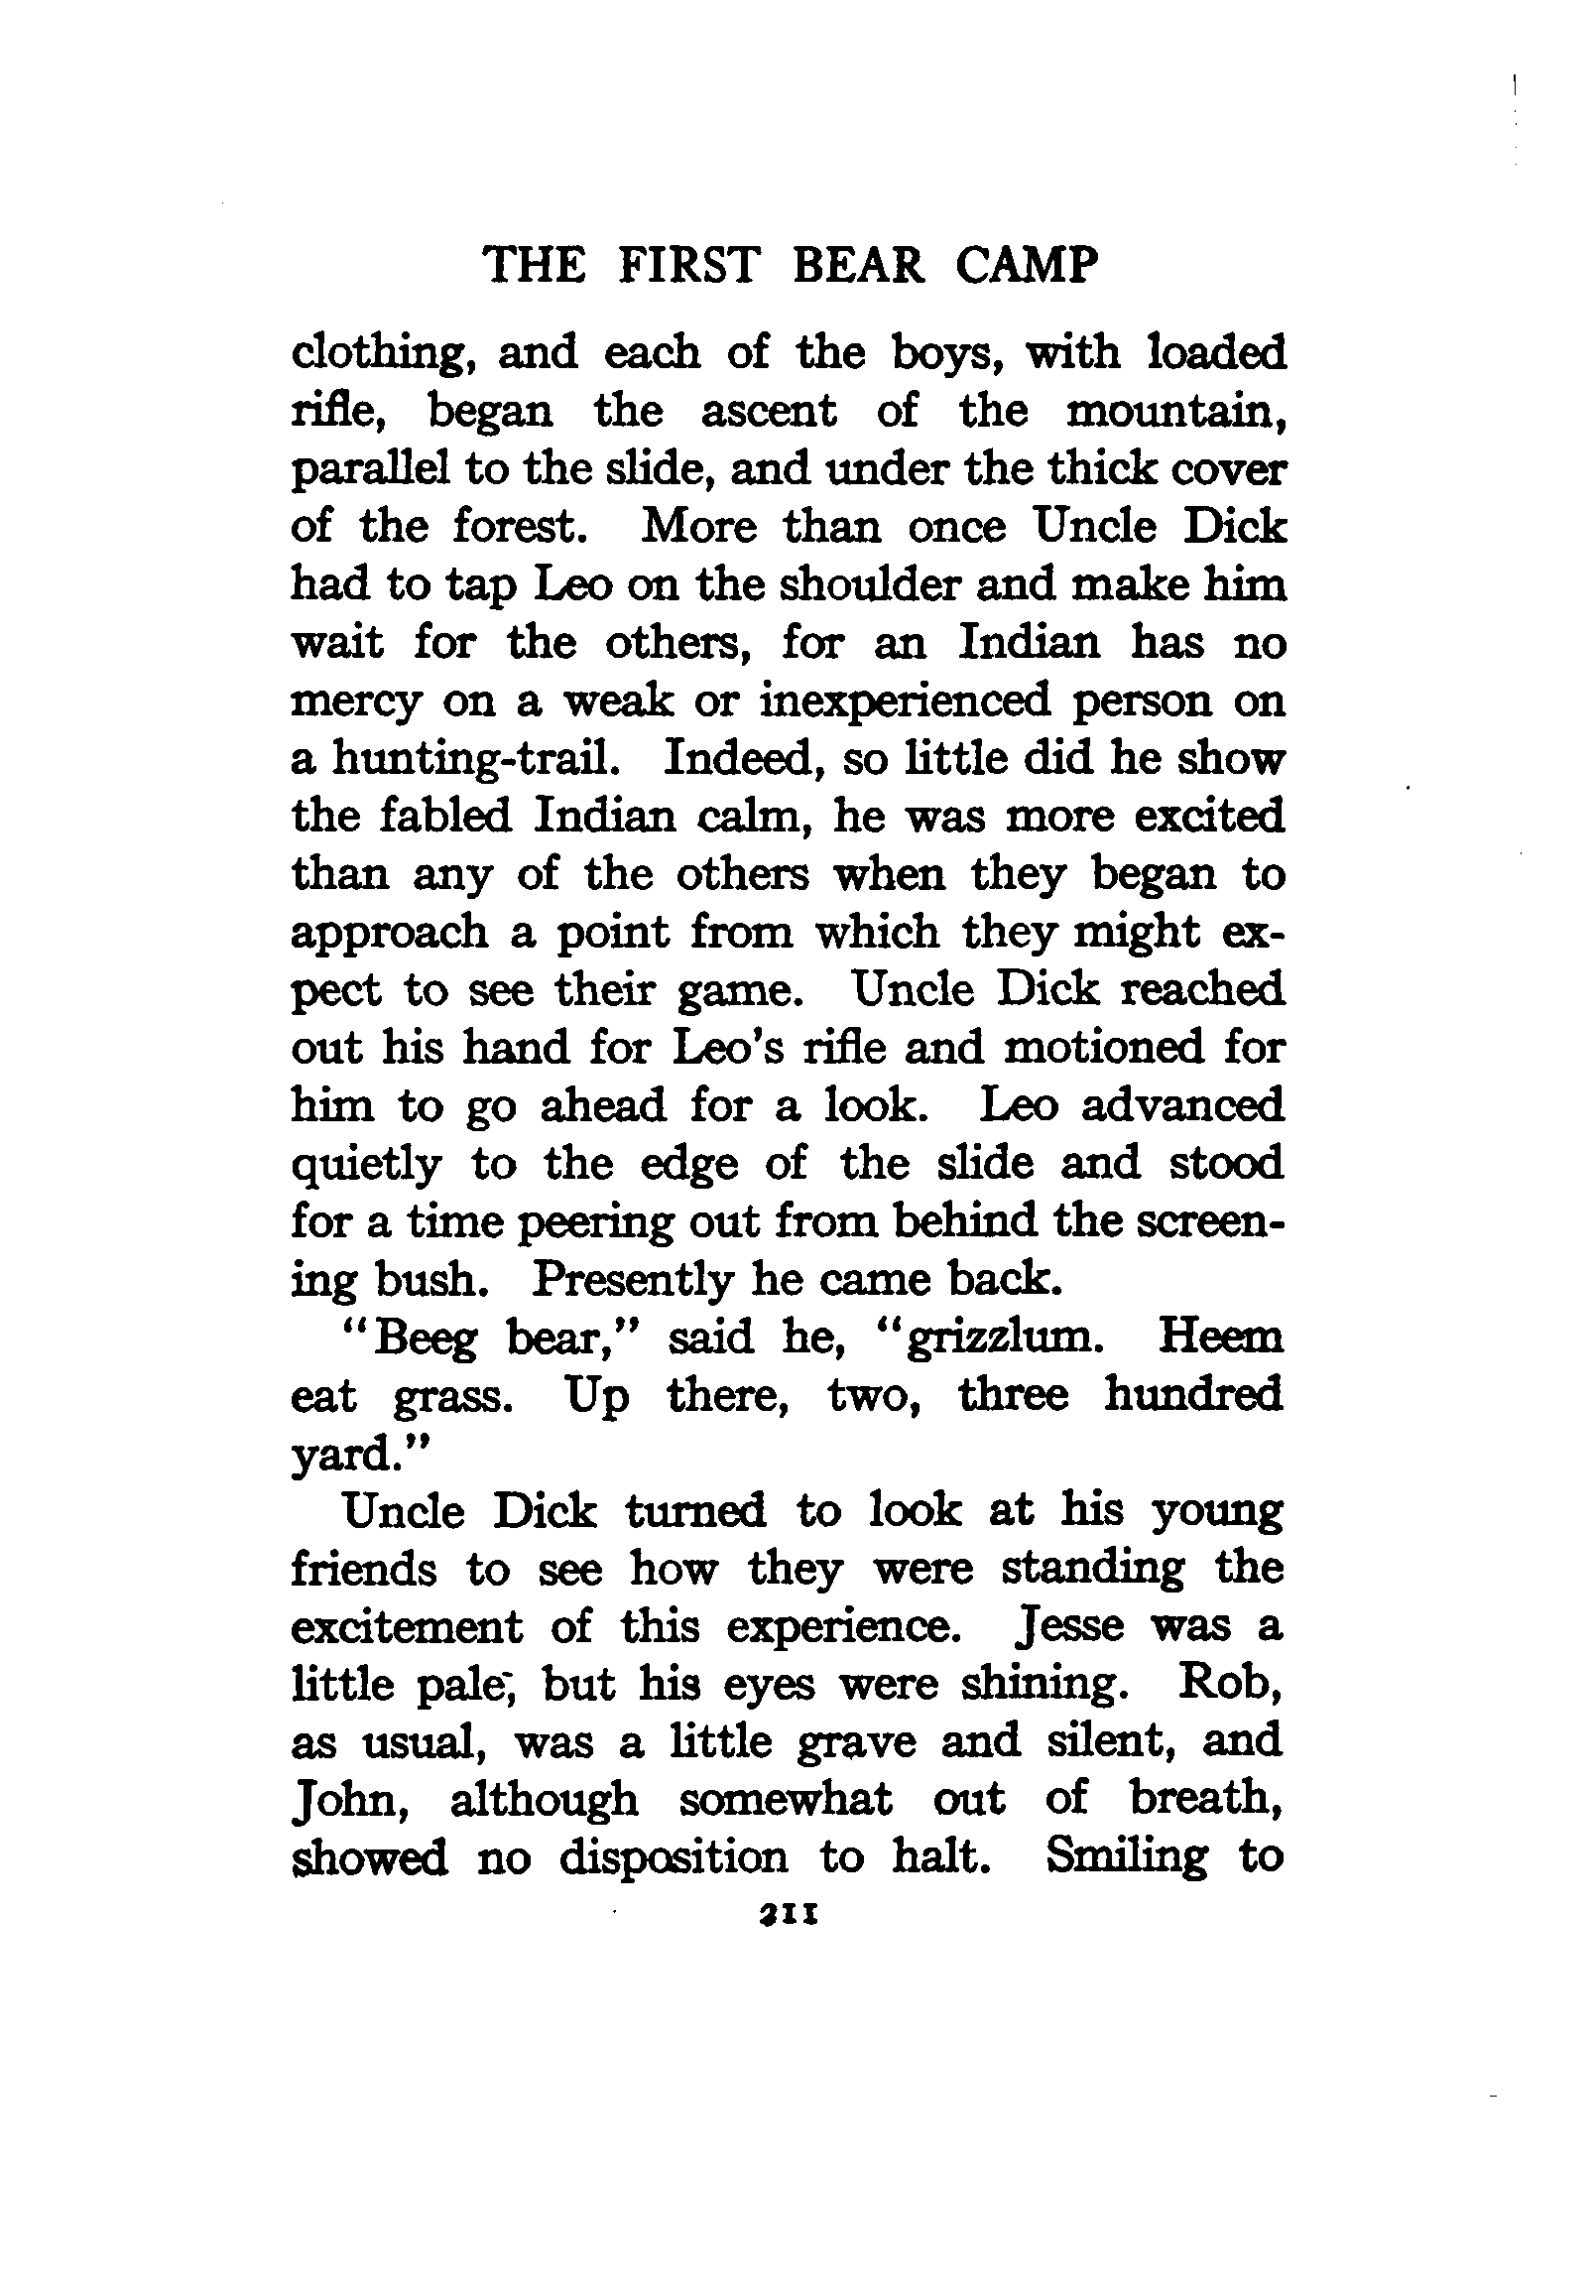 THE FIRST BEAR CAMP
clothing, and each of the boys, with loaded
rifle, began the ascent of the mountain,
parallel to the slide, and under the thick cover
of the forest. More than once Uncle Dick
had to tap Leo on the shoulder and make him
wait for the others, for an Indian has no
mercy on a weak or inexperienced person on
a hunting-trail. Indeed, so little did he show
the fabled Indian calm, he was more excited
than any of the others when they began to
approach a point from which they might ex-
pect to see their game. Uncle Dick reached
out his hand for Leo's rifle and motioned for
him to go ahead for a look. Leo advanced
quietly to the edge of the slide and stood
for a time peering out from behind the screen-
ing bush. Presently he came back.
"Beeg bear," said he, "grizzlum. Heem
eat grass. Up there, two, three hundred
yard."
Uncle Dick turned to look at his young
friends to see how they were standing the
excitement of this experience. Jesse was a
little pale, but his eyes were shining. Rob,
as usual, was a little grave and silent, and
John, although somewhat out of breath,
showed no disposition to halt. Smiling to
211